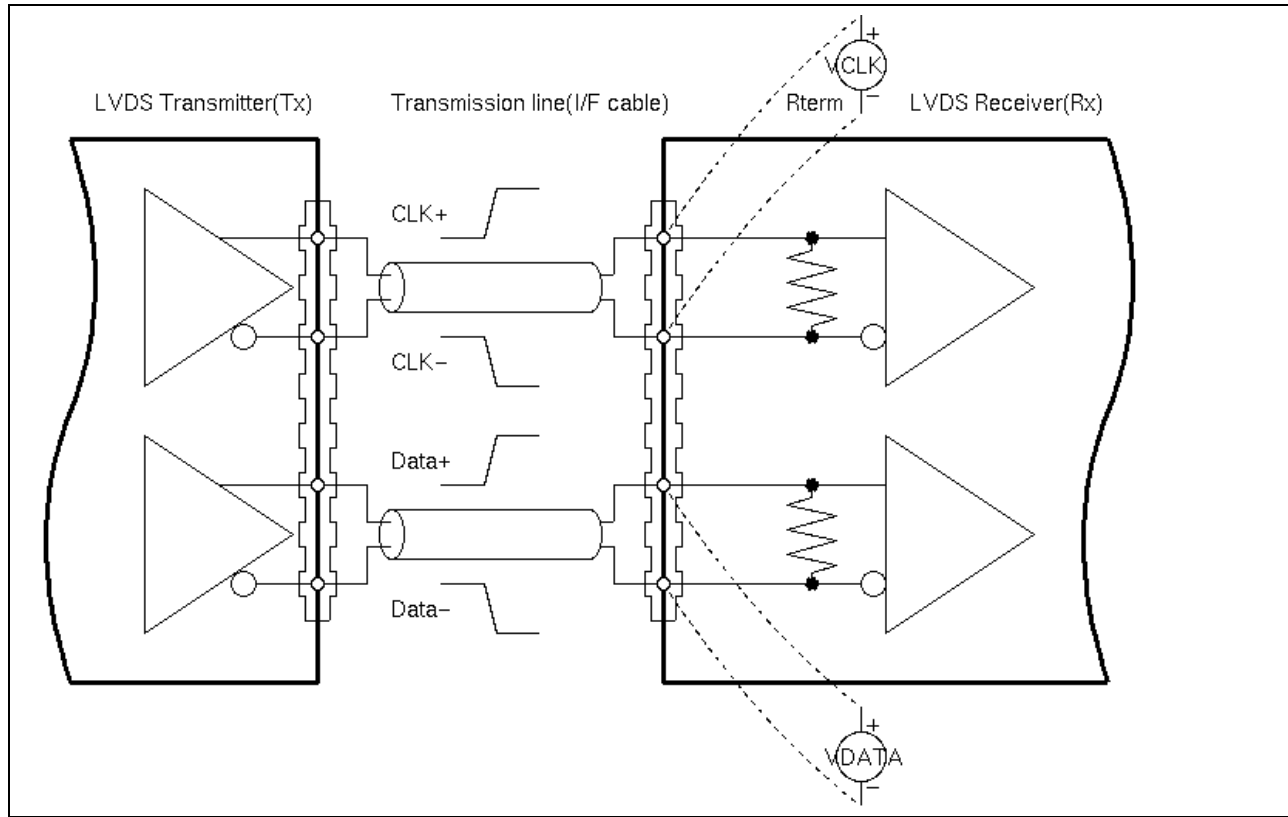 +
VCLK
−
LVDS Transmitter(Tx)
Transmission line(I/F cable)
Rterm
LVDS Receiver(Rx)
CLK+
CLK−
Data+
Data−
+
VDATA
−